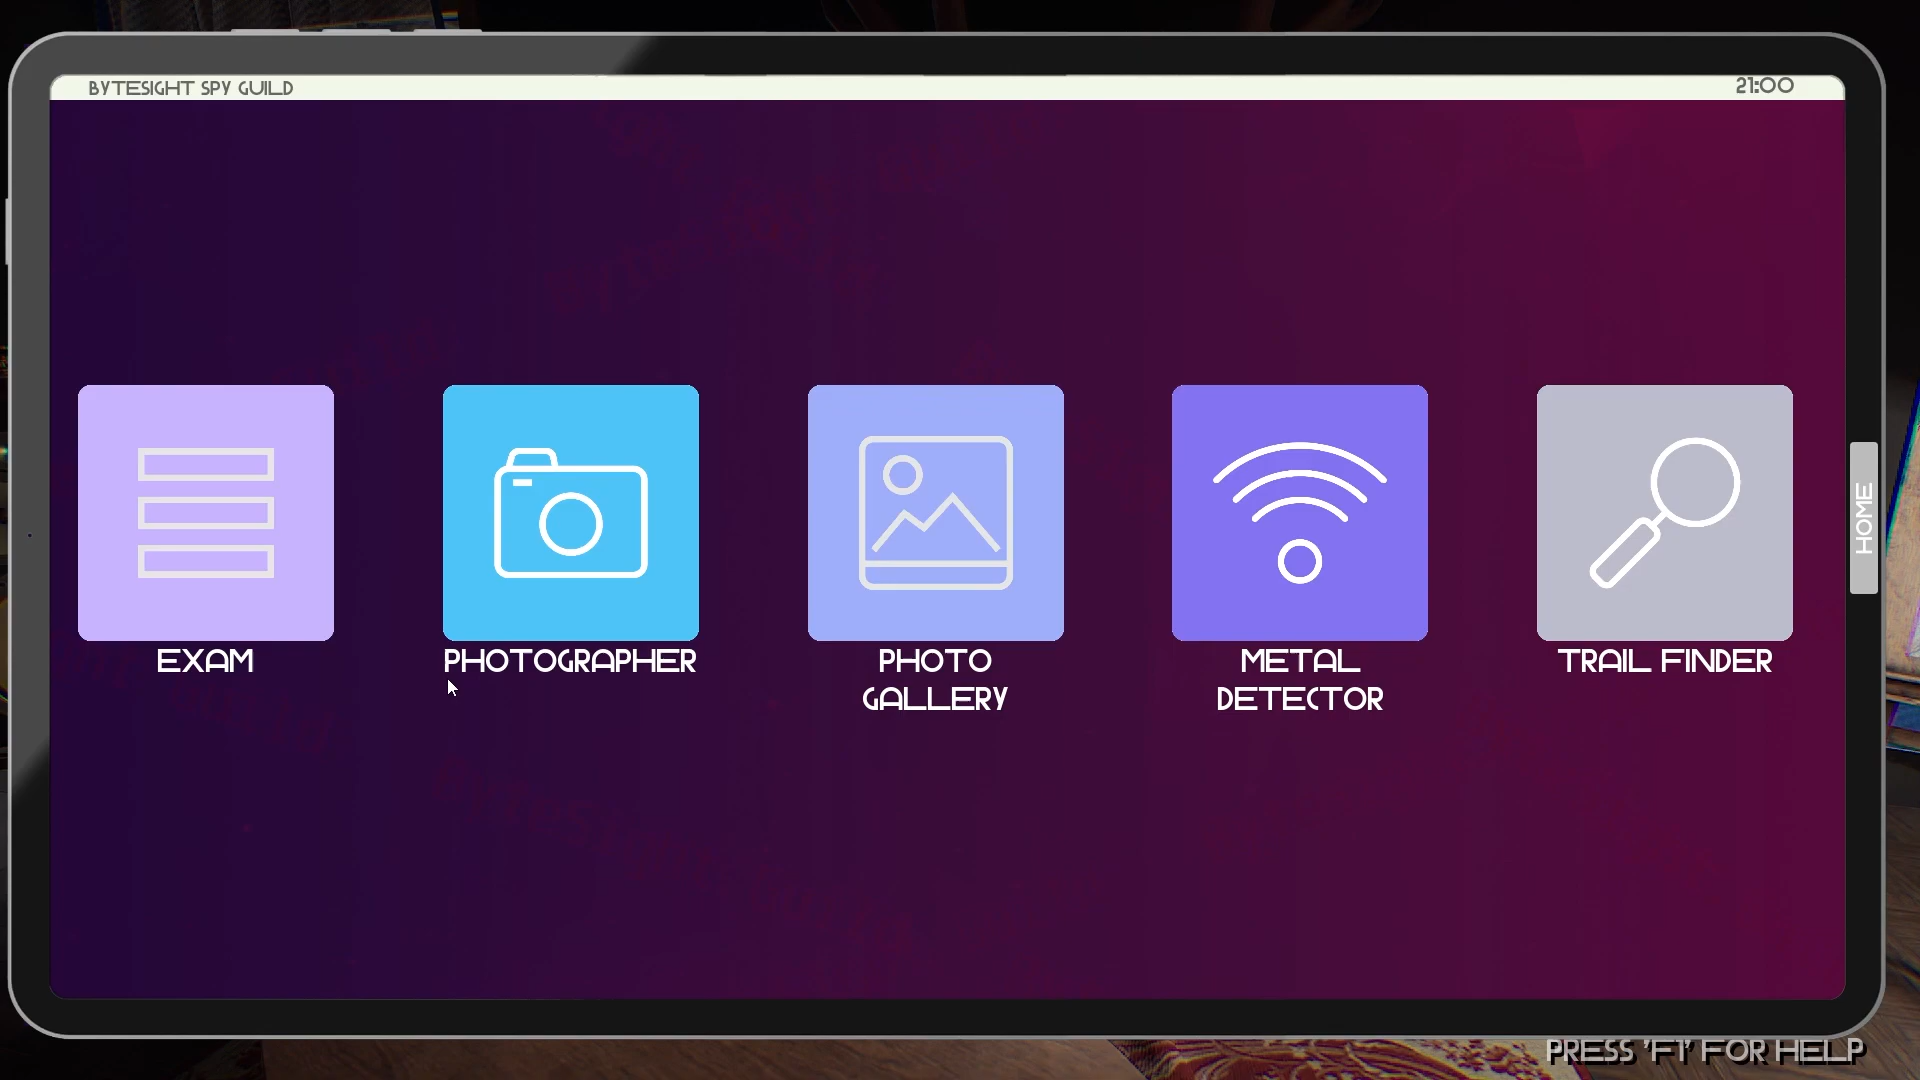 BYTESIGHT SPY GUILD
21:00
EXAM
PHOTOGRAPHER
PHOTO
GALLERY
METAL
DETECTOR
TRAIL FINDER
HOME
PRESS 'F1' FOR HELP